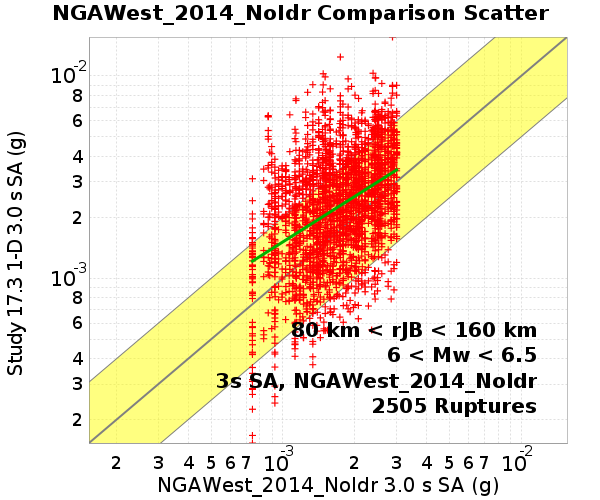 NGAWest_2014_NoIdr Comparison Scatter
Study 17.3 1-D 3.0 s SA (g)
10-2
8
6
4
3
2
10-3
8
6
4
3
2
80 km < rJB < 160 km
6 < Mw < 6.5
3s SA, NGAWest_2014_NoIdr
2505 Ruptures
2 3 4 5 6 7 10-3 2 3 4 5 6 7 10-2
NGAWest_2014_NoIdr 3.0 s SA (g)